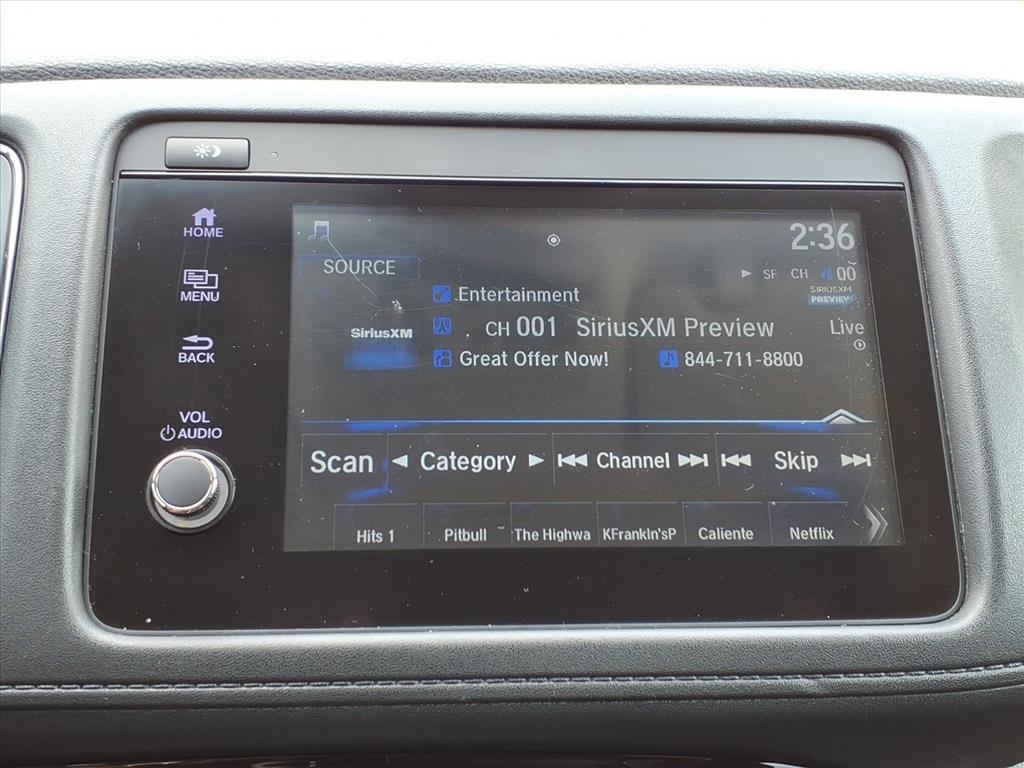 HOME
MENU
BACK
VOL
AUDIO
2:36
SOURCE
SF CH 00
SIRIUSXM
PREVIEW
Entertainment
SiriusXM
CH 001 SiriusXM Preview
Live
Great Offer Now! 844-711-8800
Scan Category Channel Skip
Hits 1 Pitbull The Highwa KFrankln'sP Caliente Netflix